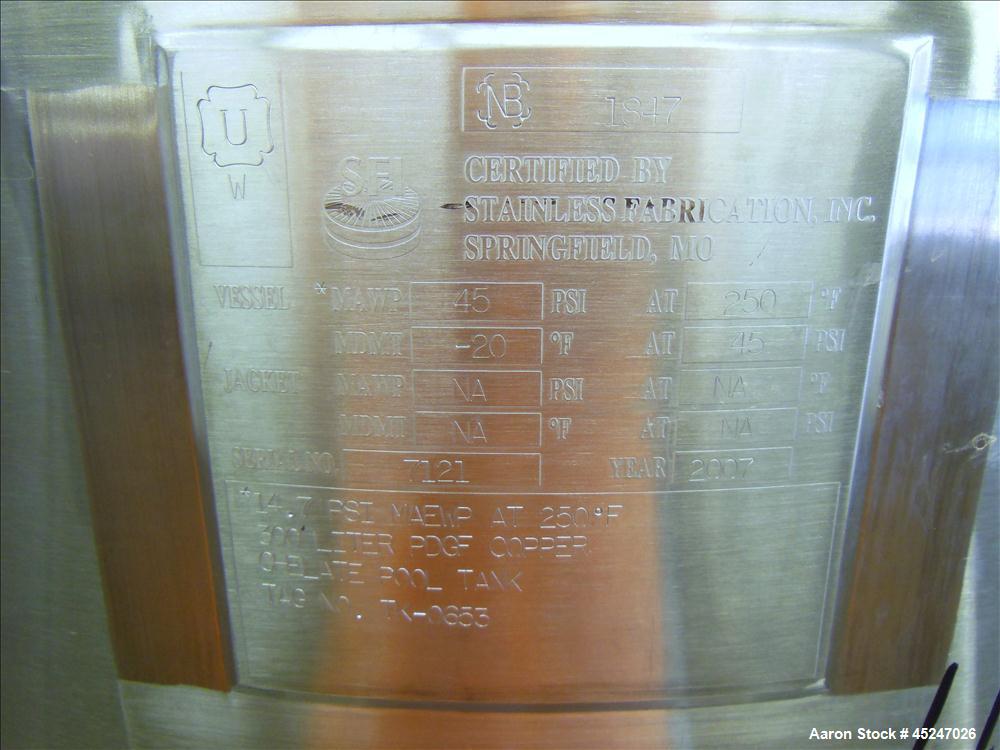 U
W
NB 1847
SFI
CERTIFIED BY
STAINLESS FABRICATION, INC.
SPRINGFIELD, MO
VESSEL *MAWP 45 PSI AT 250 °F
MDMT -20 °F AT 45 PSI
JACKET MAWP NA PSI AT NA °F
MDMT NA °F AT NA PSI
SERIAL NO. 7121 YEAR 2007
*14.7 PSI MAEWP AT 250°F
300 LITER PDGF COPPER
CHELATE POOL TANK
TAG NO. TK-0653
Aaron Stock # 45247026